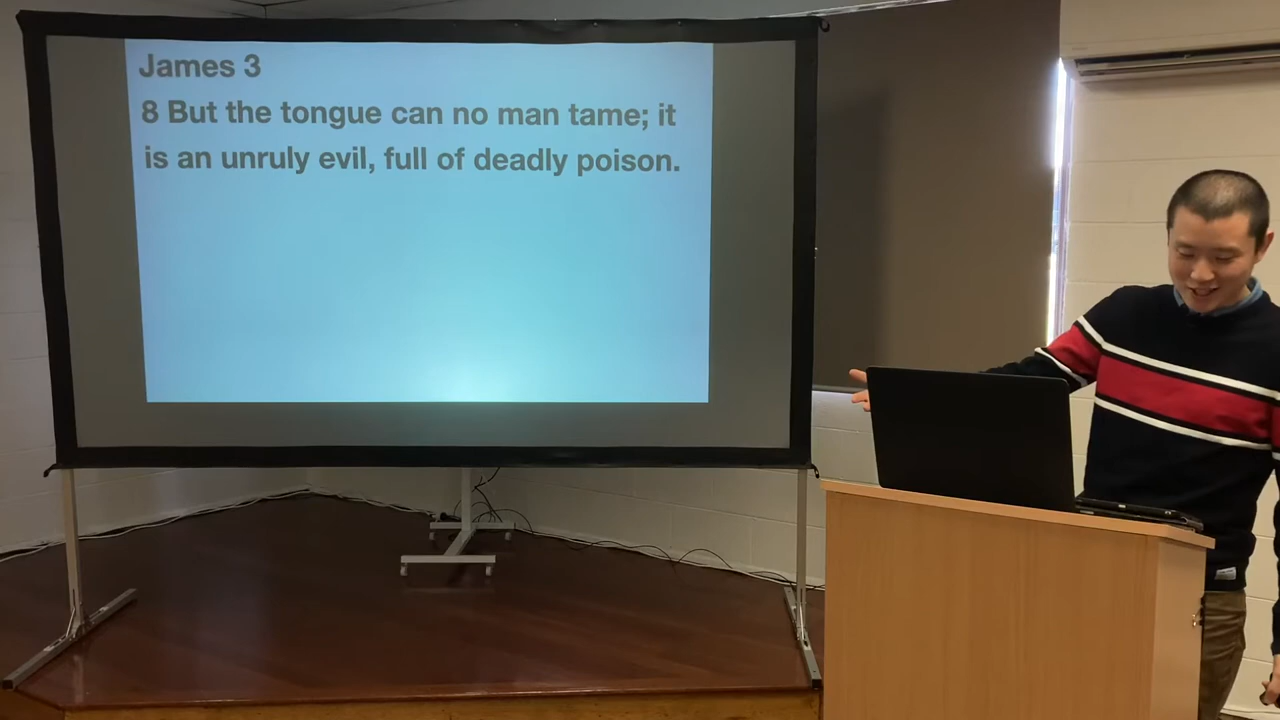 James 3
8 But the tongue can no man tame; it
is an unruly evil, full of deadly poison.